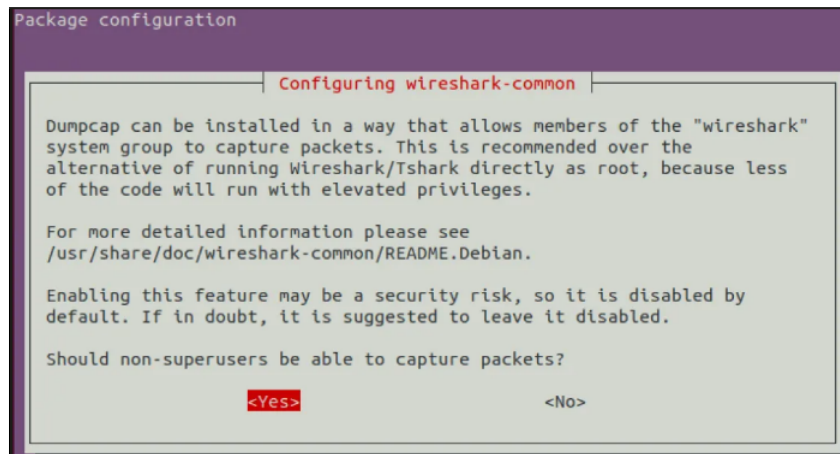 Package configuration
Configuring wireshark-common
Dumpcap can be installed in a way that allows members of the "wireshark"
system group to capture packets. This is recommended over the
alternative of running Wireshark/Tshark directly as root, because less
of the code will run with elevated privileges.
For more detailed information please see
/usr/share/doc/wireshark-common/README.Debian.
Enabling this feature may be a security risk, so it is disabled by
default. If in doubt, it is suggested to leave it disabled.
Should non-superusers be able to capture packets?
<Yes> <No>